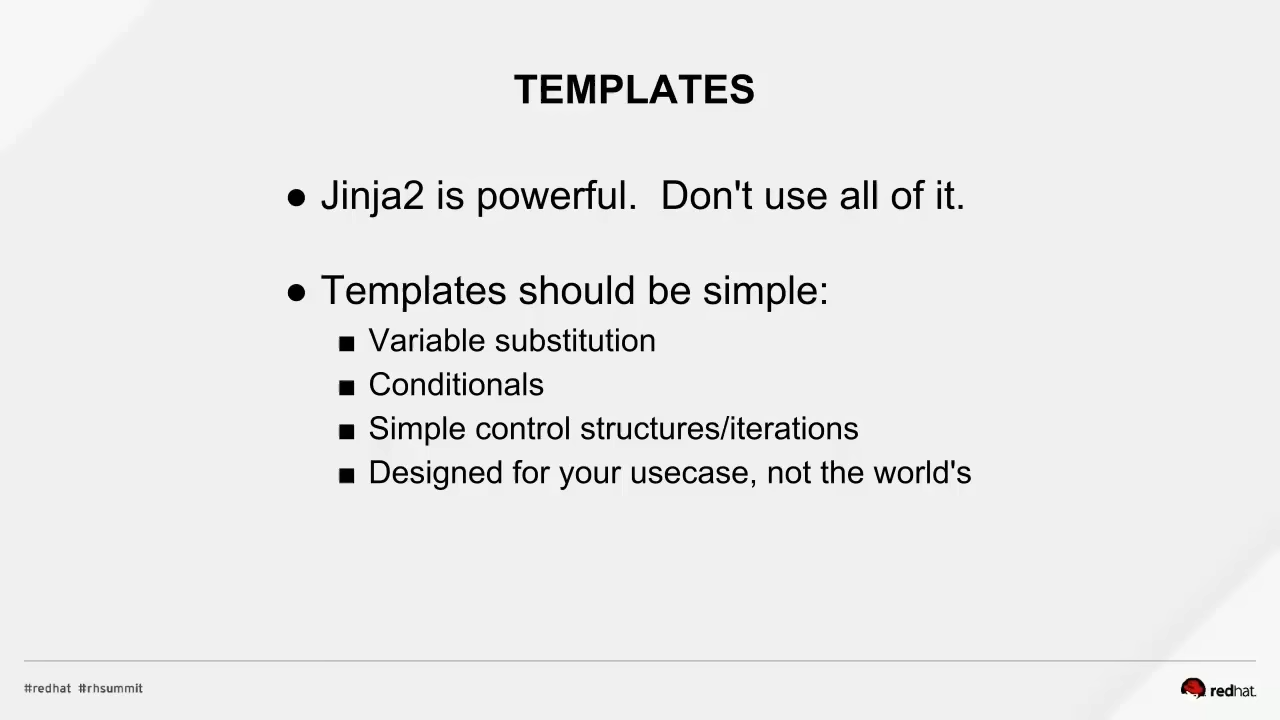 TEMPLATES
● Jinja2 is powerful.  Don't use all of it.
● Templates should be simple:
■ Variable substitution
■ Conditionals
■ Simple control structures/iterations
■ Designed for your usecase, not the world's
#redhat #rhsummit
redhat.